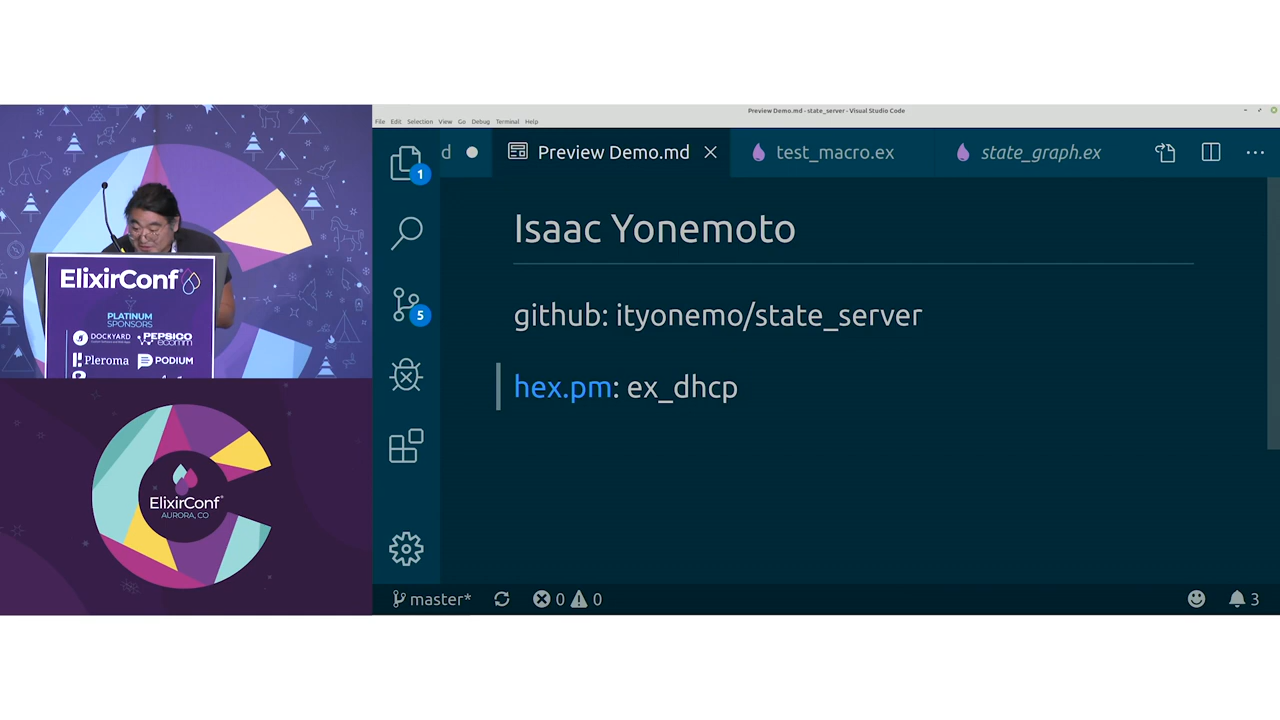 Preview Demo.md - state_server - Visual Studio Code
File Edit Selection View Go Debug Terminal Help
d Preview Demo.md test_macro.ex state_graph.ex
1
Isaac Yonemoto
github: ityonemo/state_server
5
hex.pm: ex_dhcp
master* 0 0 3
ElixirConf
PLATINUM
SPONSORS
DOCKYARD PEPSICO
ecomm
Pleroma PODIUM
ElixirConf
AURORA, CO